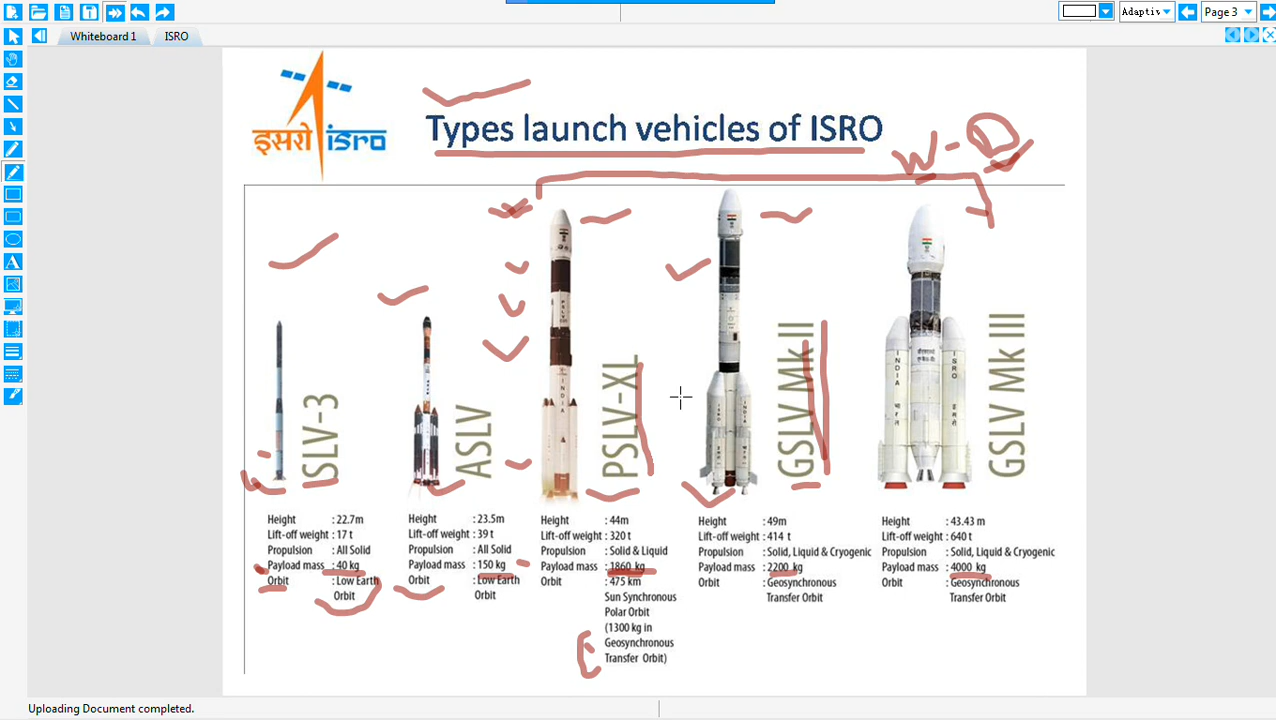 Adaptiv
Page 3
Whiteboard 1
ISRO
इसरो isro
Types launch vehicles of ISRO
W - D
SLV-3
ASLV
PSLV-XL
GSLV Mk II
GSLV Mk III
INDIA
ISRO
Height : 22.7m
Lift-off weight : 17 t
Propulsion : All Solid
Payload mass : 40 kg
Orbit : Low Earth
Orbit
Height : 23.5m
Lift-off weight : 39 t
Propulsion : All Solid
Payload mass : 150 kg
Orbit : Low Earth
Orbit
Height : 44m
Lift-off weight : 320 t
Propulsion : Solid & Liquid
Payload mass : 1860 kg
Orbit : 475 km
Sun Synchronous
Polar Orbit
(1300 kg in
Geosynchronous
Transfer Orbit)
Height : 49m
Lift-off weight : 414 t
Propulsion : Solid, Liquid & Cryogenic
Payload mass : 2200 kg
Orbit : Geosynchronous
Transfer Orbit
Height : 43.43 m
Lift-off weight : 640 t
Propulsion : Solid, Liquid & Cryogenic
Payload mass : 4000 kg
Orbit : Geosynchronous
Transfer Orbit
Uploading Document completed.